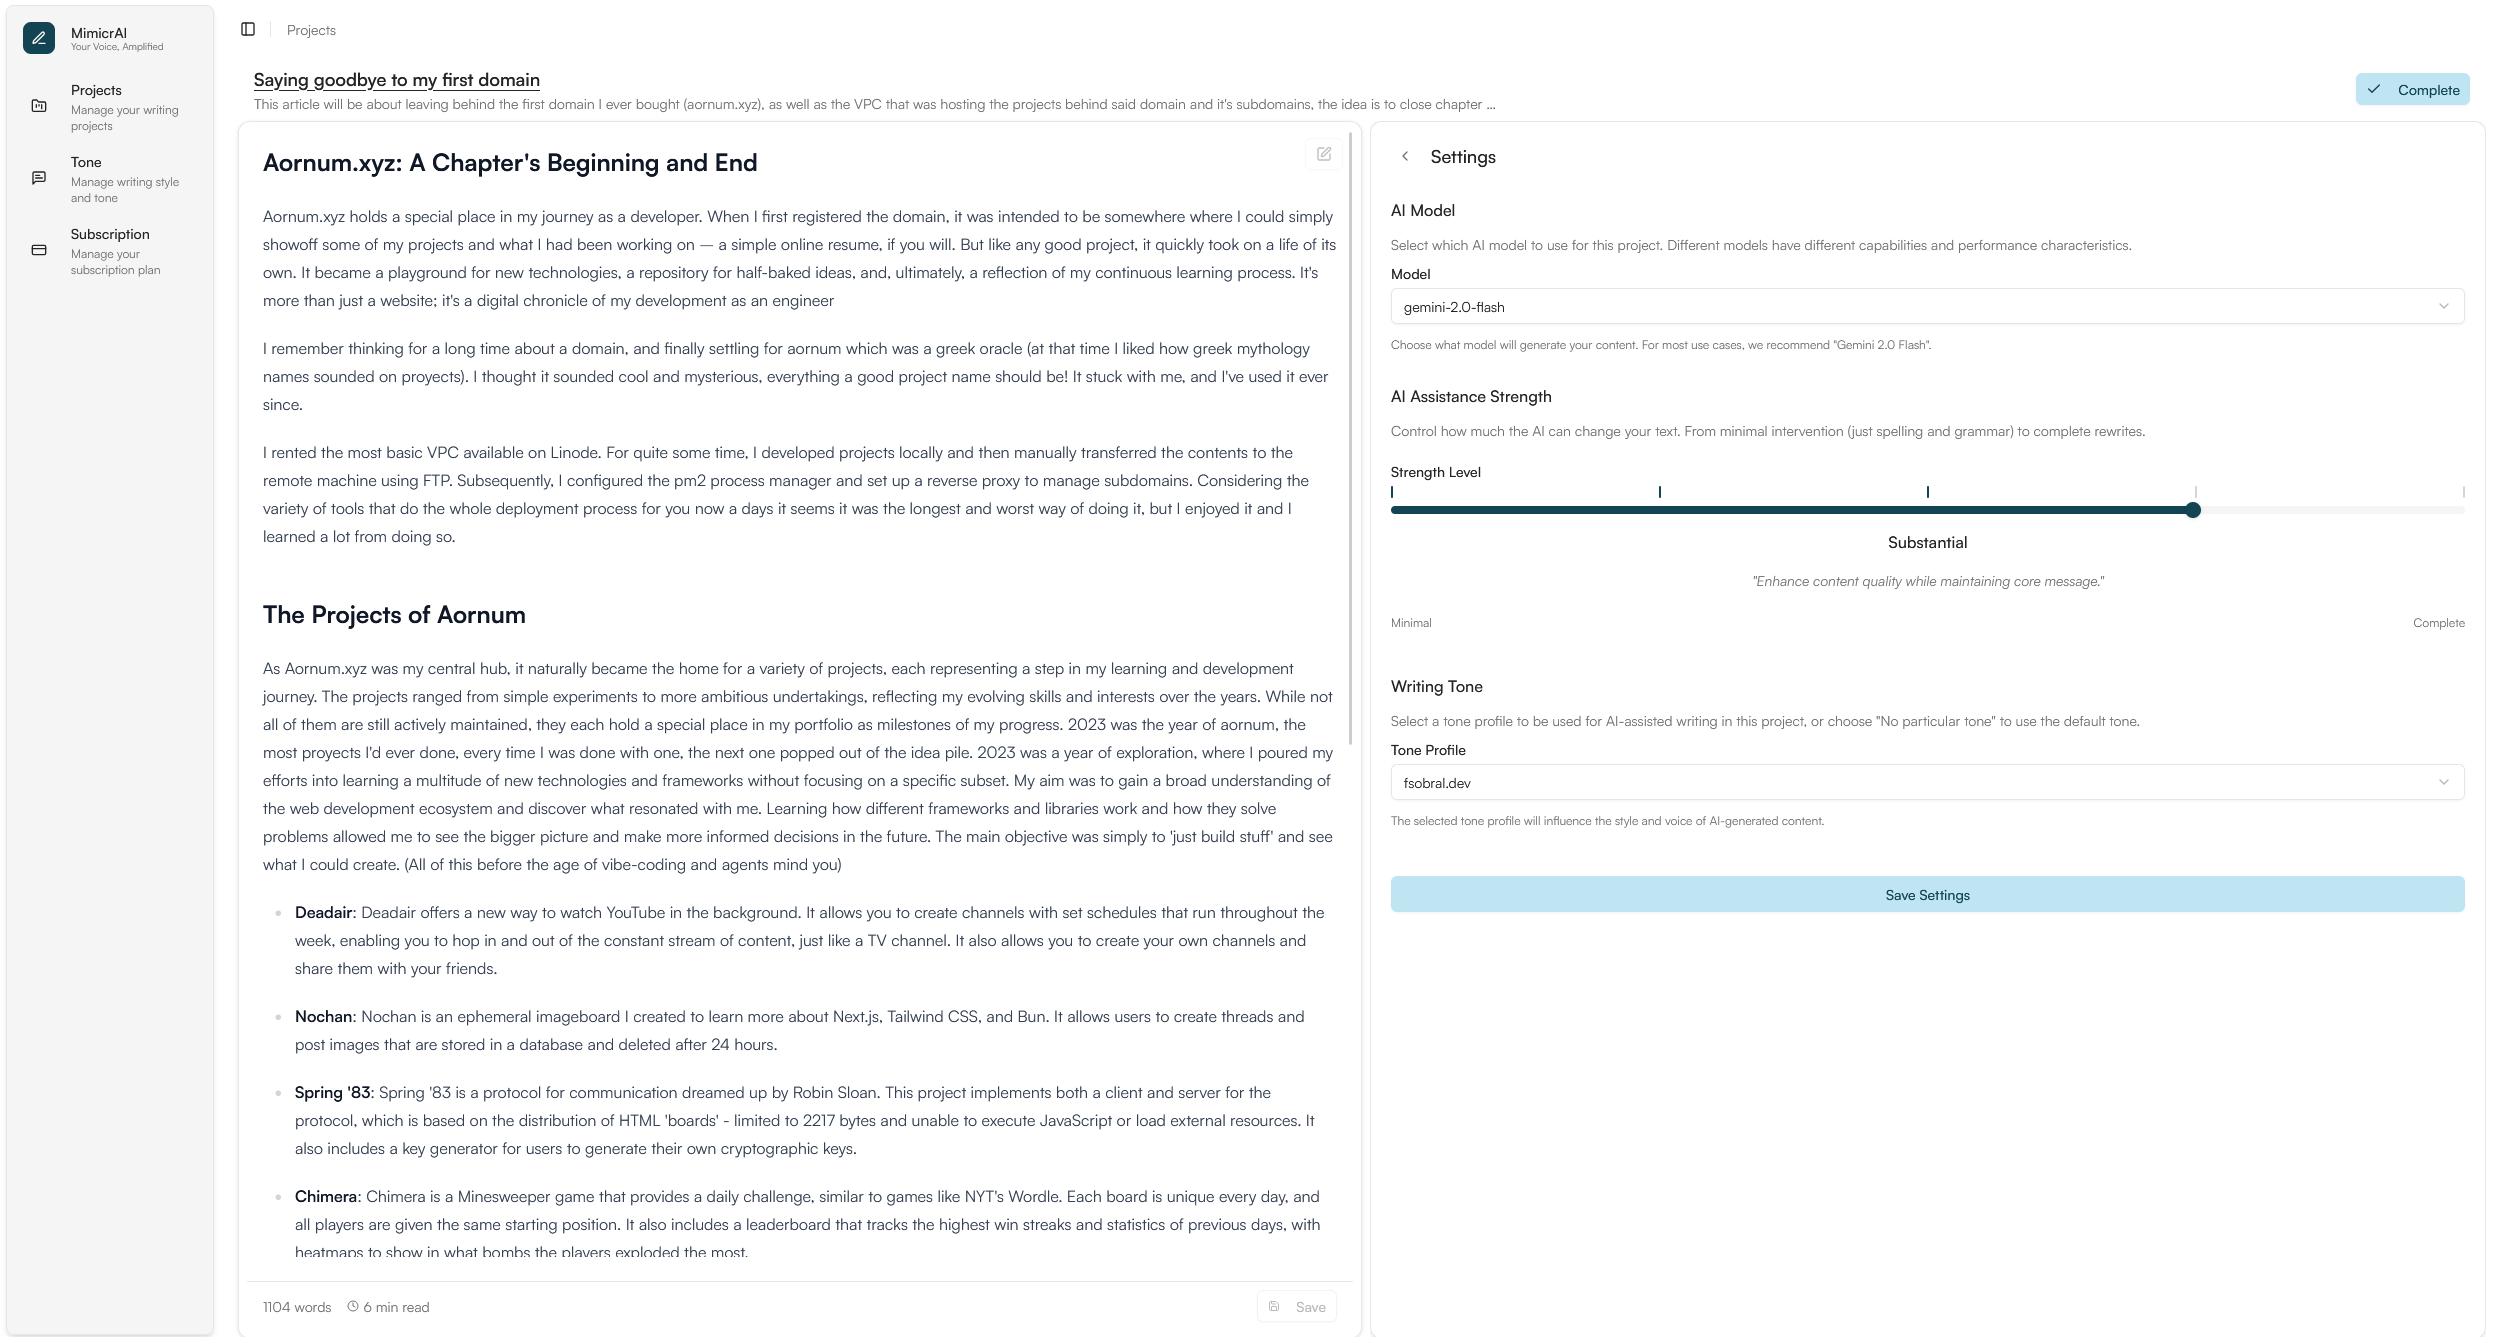 MimicrAI
Your Voice, Amplified
Projects
Manage your writing
projects
Tone
Manage writing style
and tone
Subscription
Manage your
subscription plan
Projects
Saying goodbye to my first domain
This article will be about leaving behind the first domain I ever bought (aornum.xyz), as well as the VPC that was hosting the projects behind said domain and it's subdomains, the idea is to close chapter ...
Complete
Aornum.xyz: A Chapter's Beginning and End
Aornum.xyz holds a special place in my journey as a developer. When I first registered the domain, it was intended to be somewhere where I could simply
showoff some of my projects and what I had been working on — a simple online resume, if you will. But like any good project, it quickly took on a life of its
own. It became a playground for new technologies, a repository for half-baked ideas, and, ultimately, a reflection of my continuous learning process. It's
more than just a website; it's a digital chronicle of my development as an engineer
I remember thinking for a long time about a domain, and finally settling for aornum which was a greek oracle (at that time I liked how greek mythology
names sounded on proyects). I thought it sounded cool and mysterious, everything a good project name should be! It stuck with me, and I've used it ever
since.
I rented the most basic VPC available on Linode. For quite some time, I developed projects locally and then manually transferred the contents to the
remote machine using FTP. Subsequently, I configured the pm2 process manager and set up a reverse proxy to manage subdomains. Considering the
variety of tools that do the whole deployment process for you now a days it seems it was the longest and worst way of doing it, but I enjoyed it and I
learned a lot from doing so.
The Projects of Aornum
As Aornum.xyz was my central hub, it naturally became the home for a variety of projects, each representing a step in my learning and development
journey. The projects ranged from simple experiments to more ambitious undertakings, reflecting my evolving skills and interests over the years. While not
all of them are still actively maintained, they each hold a special place in my portfolio as milestones of my progress. 2023 was the year of aornum, the
most proyects I'd ever done, every time I was done with one, the next one popped out of the idea pile. 2023 was a year of exploration, where I poured my
efforts into learning a multitude of new technologies and frameworks without focusing on a specific subset. My aim was to gain a broad understanding of
the web development ecosystem and discover what resonated with me. Learning how different frameworks and libraries work and how they solve
problems allowed me to see the bigger picture and make more informed decisions in the future. The main objective was simply to 'just build stuff' and see
what I could create. (All of this before the age of vibe-coding and agents mind you)
Deadair: Deadair offers a new way to watch YouTube in the background. It allows you to create channels with set schedules that run throughout the
week, enabling you to hop in and out of the constant stream of content, just like a TV channel. It also allows you to create your own channels and
share them with your friends.
Nochan: Nochan is an ephemeral imageboard I created to learn more about Next.js, Tailwind CSS, and Bun. It allows users to create threads and
post images that are stored in a database and deleted after 24 hours.
Spring '83: Spring '83 is a protocol for communication dreamed up by Robin Sloan. This project implements both a client and server for the
protocol, which is based on the distribution of HTML 'boards' - limited to 2217 bytes and unable to execute JavaScript or load external resources. It
also includes a key generator for users to generate their own cryptographic keys.
Chimera: Chimera is a Minesweeper game that provides a daily challenge, similar to games like NYT's Wordle. Each board is unique every day, and
all players are given the same starting position. It also includes a leaderboard that tracks the highest win streaks and statistics of previous days, with
heatmaps to show in what bombs the players exploded the most.
1104 words
6 min read
Save
Settings
AI Model
Select which AI model to use for this project. Different models have different capabilities and performance characteristics.
Model
gemini-2.0-flash
Choose what model will generate your content. For most use cases, we recommend "Gemini 2.0 Flash".
AI Assistance Strength
Control how much the AI can change your text. From minimal intervention (just spelling and grammar) to complete rewrites.
Strength Level
Substantial
"Enhance content quality while maintaining core message."
Minimal
Complete
Writing Tone
Select a tone profile to be used for AI-assisted writing in this project, or choose "No particular tone" to use the default tone.
Tone Profile
fsobral.dev
The selected tone profile will influence the style and voice of AI-generated content.
Save Settings